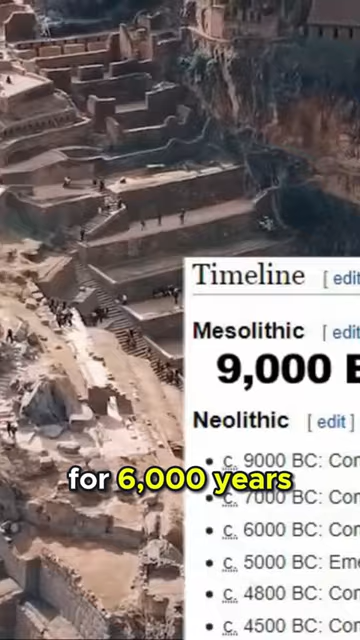 Timeline [ edit
Mesolithic [ edit
9,000 B
Neolithic [ edit ]
c. 9000 BC: Con
for 6,000 years
c. 7000 BC: Con
c. 6000 BC: Con
c. 5000 BC: Eme
c. 4800 BC: Con
c. 4500 BC: Con